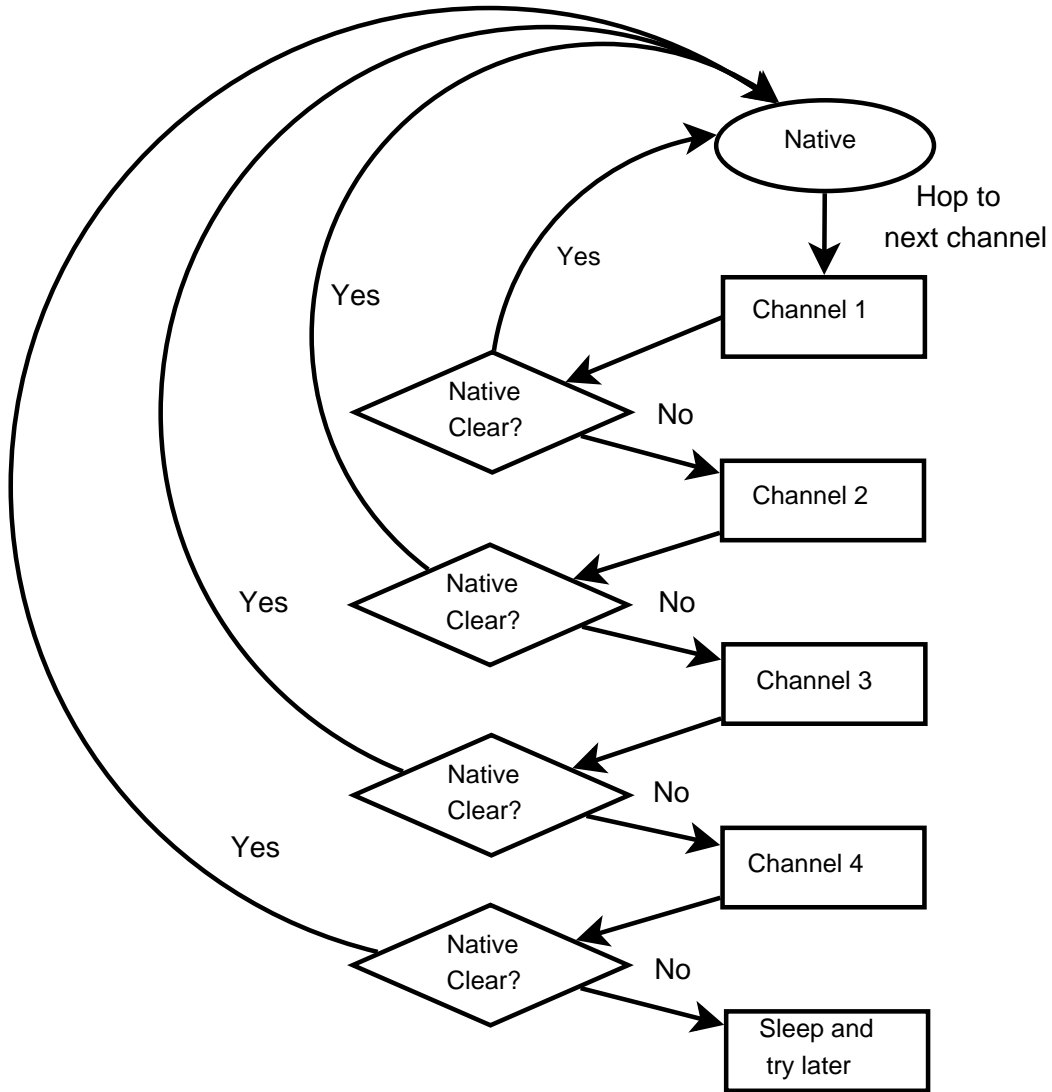 Native
Hop to
next channel
Yes
Channel 1
Yes
Native
Clear?
No
Channel 2
Native
Clear?
No
Yes
Channel 3
Native
Clear?
No
Yes
Channel 4
Native
Clear?
No
Sleep and
try later